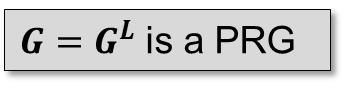 G = G^L is a PRG